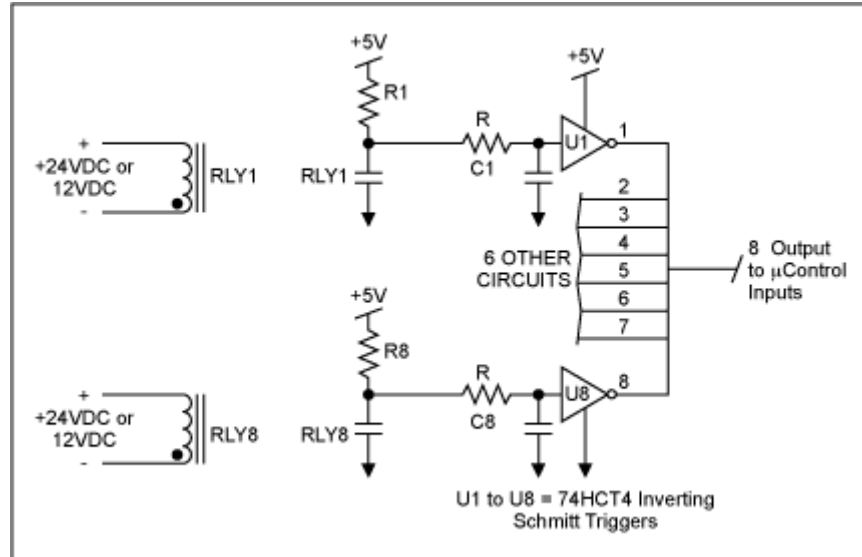 +5V
R1
+5V
R
U1
1
C1
+
+24VDC or
12VDC
-
RLY1
RLY1
2
3
4
5
6
7
6 OTHER
CIRCUITS
8 Output
to μControl
Inputs
+5V
R8
R
U8
8
C8
+
+24VDC or
12VDC
-
RLY8
RLY8
U1 to U8 = 74HCT4 Inverting
Schmitt Triggers